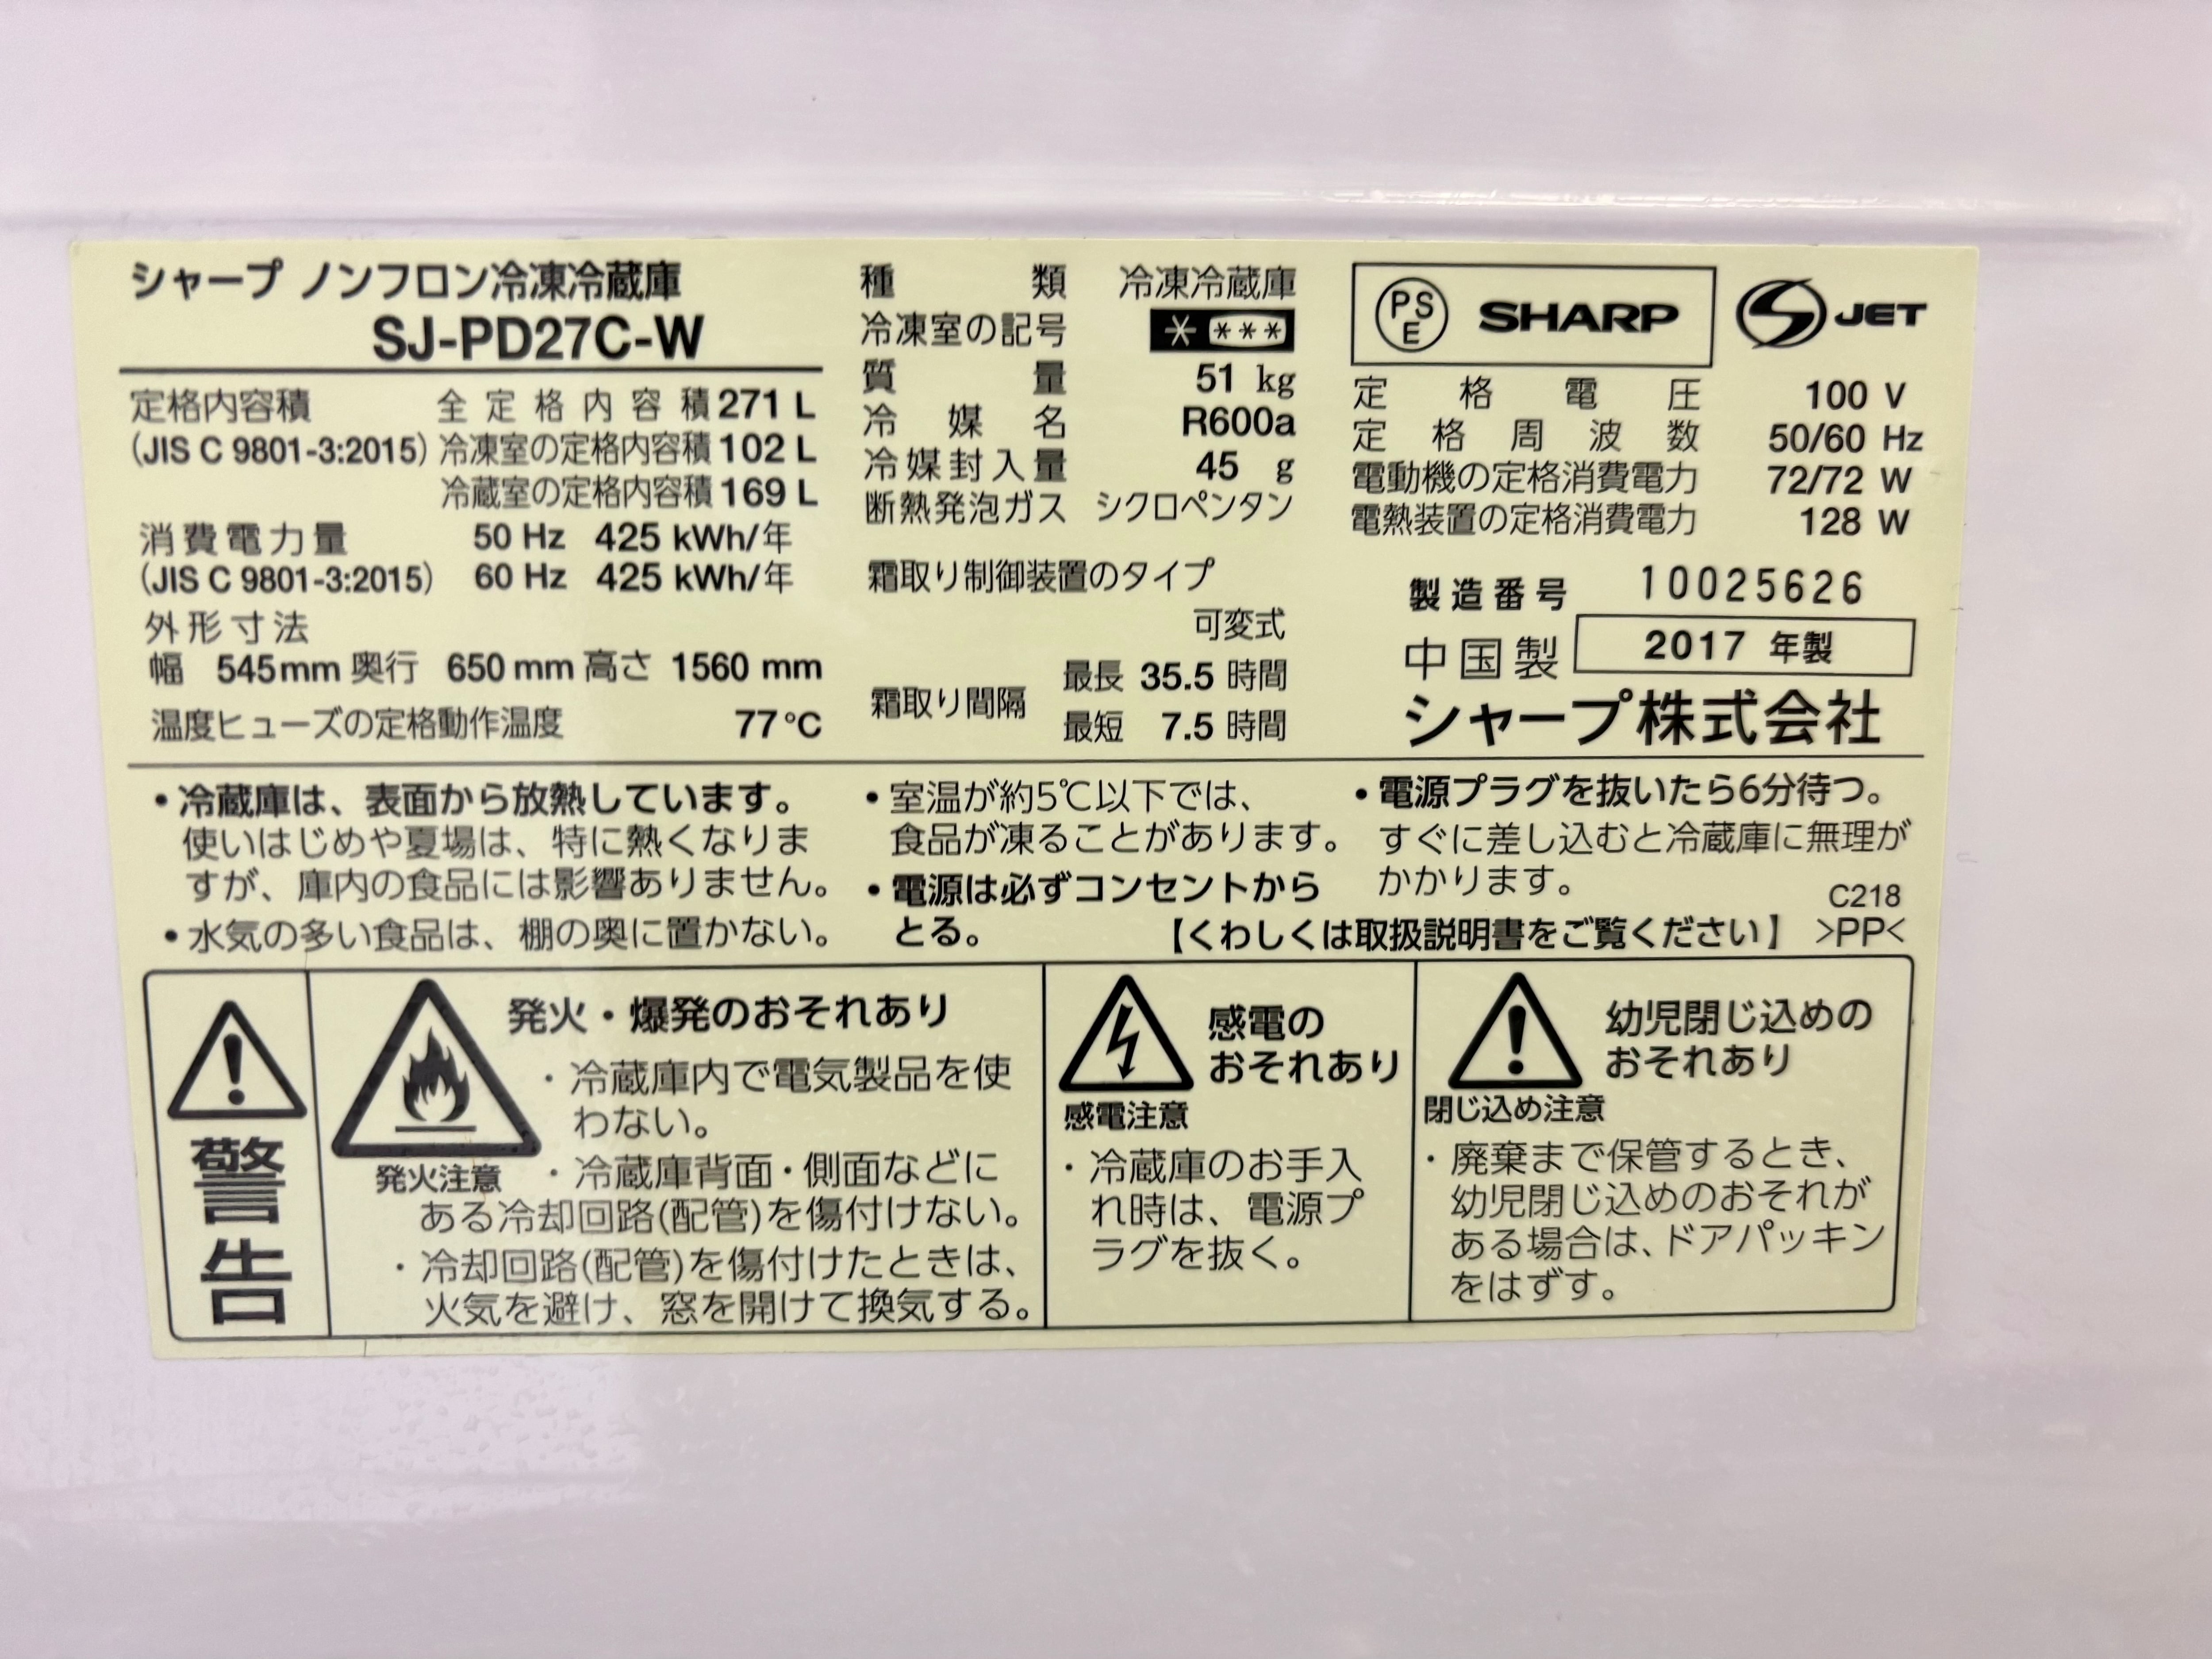 シャープ ノンフロン冷凍冷蔵庫
SJ-PD27C-W
定格内容積 全定格内容積 271 L
(JIS C 9801-3:2015) 冷凍室の定格内容積 102 L
冷蔵室の定格内容積 169 L
消費電力量 50 Hz 425 kWh/年
(JIS C 9801-3:2015) 60 Hz 425 kWh/年
外形寸法
幅 545mm 奥行 650 mm 高さ 1560 mm
温度ヒューズの定格動作温度 77℃
種類 冷凍冷蔵庫
冷凍室の記号 * ***
質量 51 kg
冷媒名 R600a
冷媒封入量 45 g
断熱発泡ガス シクロペンタン
霜取り制御装置のタイプ
可変式
霜取り間隔 最長 35.5 時間
最短 7.5 時間
PSE SHARP JET
定格電圧 100 V
定格周波数 50/60 Hz
電動機の定格消費電力 72/72 W
電熱装置の定格消費電力 128 W
製造番号 10025626
中国製 2017 年製
シャープ株式会社
・冷蔵庫は、表面から放熱しています。
使いはじめや夏場は、特に熱くなりま
すが、庫内の食品には影響ありません。
・水気の多い食品は、棚の奥に置かない。
・室温が約5℃以下では、
食品が凍ることがあります。
・電源は必ずコンセントから
とる。
・電源プラグを抜いたら6分待つ。
すぐに差し込むと冷蔵庫に無理が
かかります。
C218
【くわしくは取扱説明書をご覧ください】 >PP<
警告
発火・爆発のおそれあり
発火注意
・冷蔵庫内で電気製品を使
わない。
・冷蔵庫背面・側面などに
ある冷却回路(配管)を傷付けない。
・冷却回路(配管)を傷付けたときは、
火気を避け、窓を開けて換気する。
感電の
おそれあり
感電注意
・冷蔵庫のお手入
れ時は、電源プ
ラグを抜く。
幼児閉じ込めの
おそれあり
閉じ込め注意
・廃棄まで保管するとき、
幼児閉じ込めのおそれが
ある場合は、ドアパッキン
をはずす。